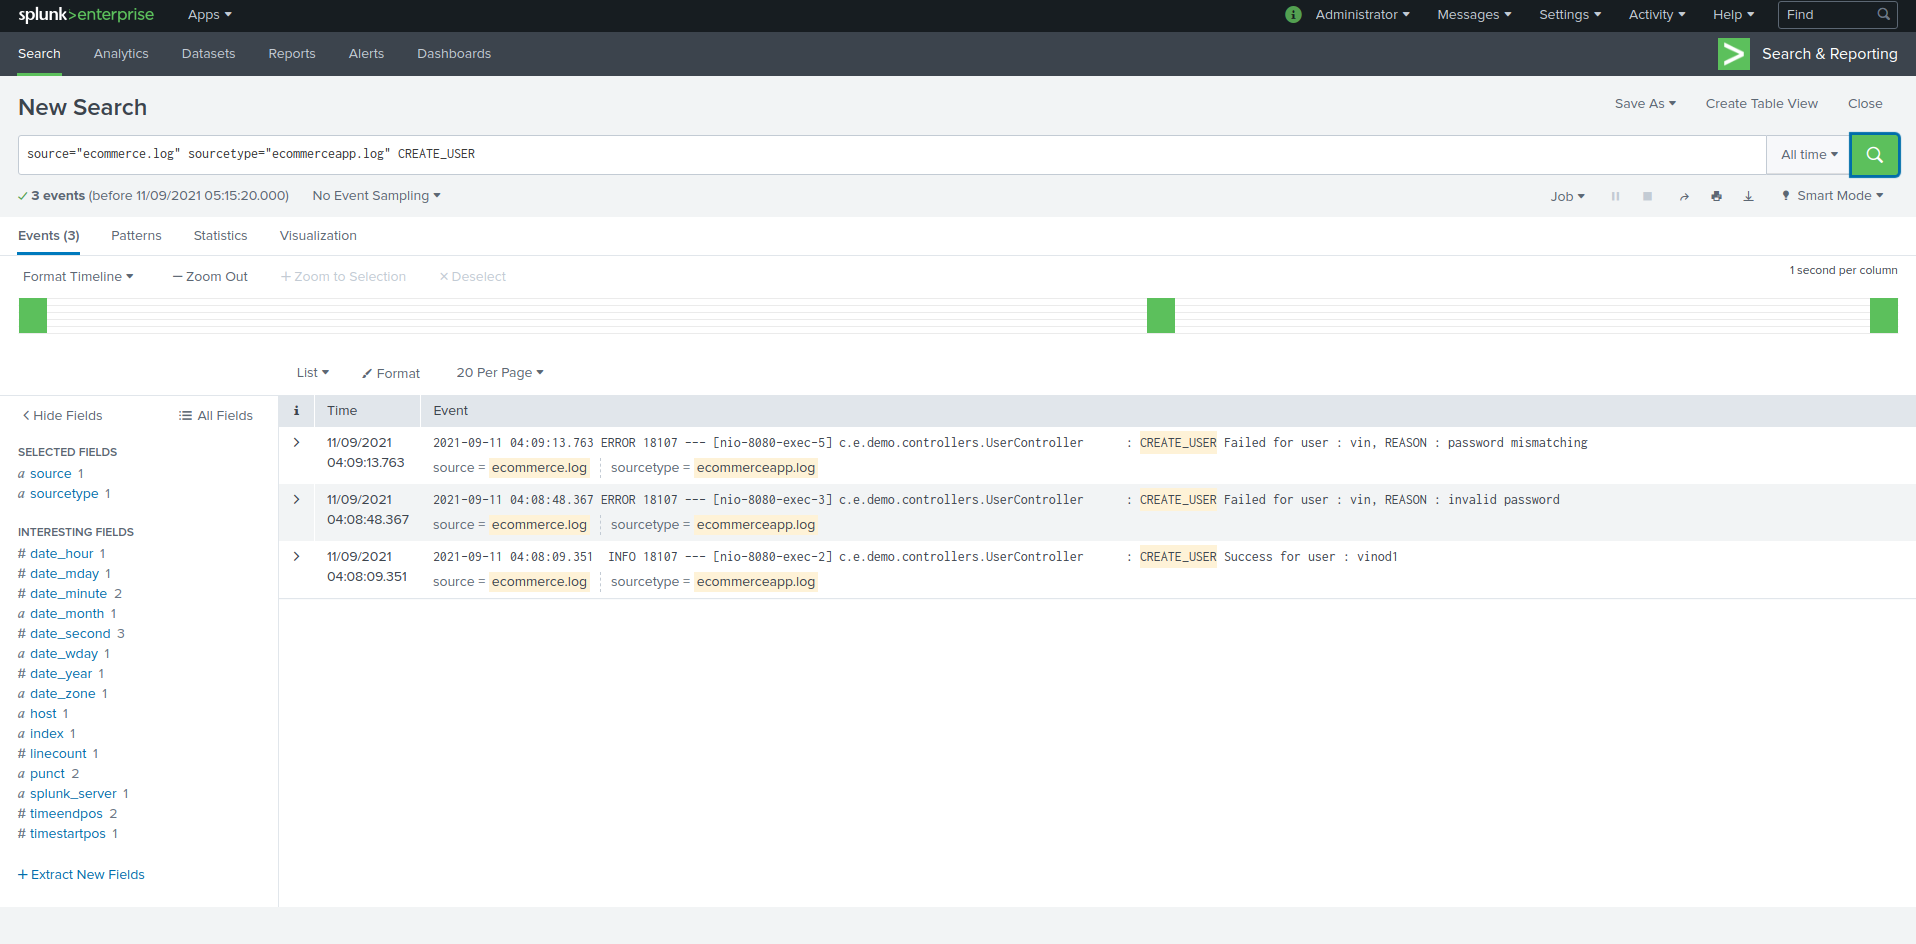 splunk>enterprise Apps Administrator Messages Settings Activity Help Find
Search Analytics Datasets Reports Alerts Dashboards Search & Reporting
New Search Save As Create Table View Close
source="ecommerce.log" sourcetype="ecommerceapp.log" CREATE_USER All time
3 events (before 11/09/2021 05:15:20.000) No Event Sampling Job Smart Mode
Events (3) Patterns Statistics Visualization
Format Timeline — Zoom Out + Zoom to Selection × Deselect 1 second per column
List Format 20 Per Page
< Hide Fields All Fields
SELECTED FIELDS
a source 1
a sourcetype 1
INTERESTING FIELDS
# date_hour 1
# date_mday 1
# date_minute 2
a date_month 1
# date_second 3
a date_wday 1
# date_year 1
a date_zone 1
a host 1
a index 1
# linecount 1
a punct 2
a splunk_server 1
# timeendpos 2
# timestartpos 1
+ Extract New Fields
i Time Event
> 11/09/2021 2021-09-11 04:09:13.763 ERROR 18107 --- [nio-8080-exec-5] c.e.demo.controllers.UserController : CREATE_USER Failed for user : vin, REASON : password mismatching
04:09:13.763 source = ecommerce.log sourcetype = ecommerceapp.log
> 11/09/2021 2021-09-11 04:08:48.367 ERROR 18107 --- [nio-8080-exec-3] c.e.demo.controllers.UserController : CREATE_USER Failed for user : vin, REASON : invalid password
04:08:48.367 source = ecommerce.log sourcetype = ecommerceapp.log
> 11/09/2021 2021-09-11 04:08:09.351 INFO 18107 --- [nio-8080-exec-2] c.e.demo.controllers.UserController : CREATE_USER Success for user : vinod1
04:08:09.351 source = ecommerce.log sourcetype = ecommerceapp.log